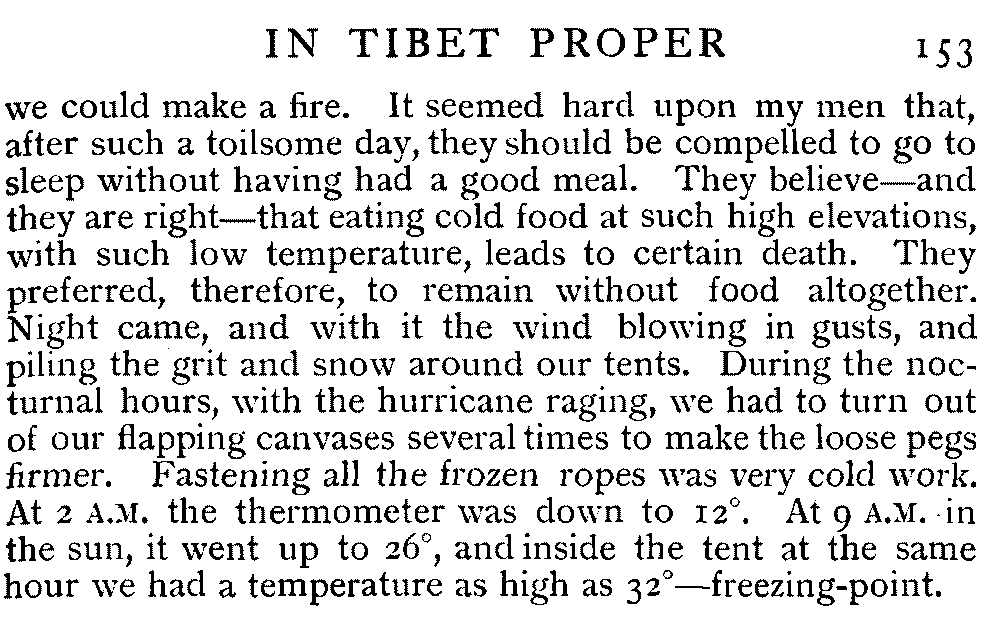 IN TIBET PROPER 153
we could make a fire. It seemed hard upon my men that,
after such a toilsome day, they should be compelled to go to
sleep without having had a good meal. They believe—and
they are right—that eating cold food at such high elevations,
with such low temperature, leads to certain death. They
preferred, therefore, to remain without food altogether.
Night came, and with it the wind blowing in gusts, and
piling the grit and snow around our tents. During the noc-
turnal hours, with the hurricane raging, we had to turn out
of our flapping canvases several times to make the loose pegs
firmer. Fastening all the frozen ropes was very cold work.
At 2 A.M. the thermometer was down to 12°. At 9 A.M. in
the sun, it went up to 26°, and inside the tent at the same
hour we had a temperature as high as 32°—freezing-point.